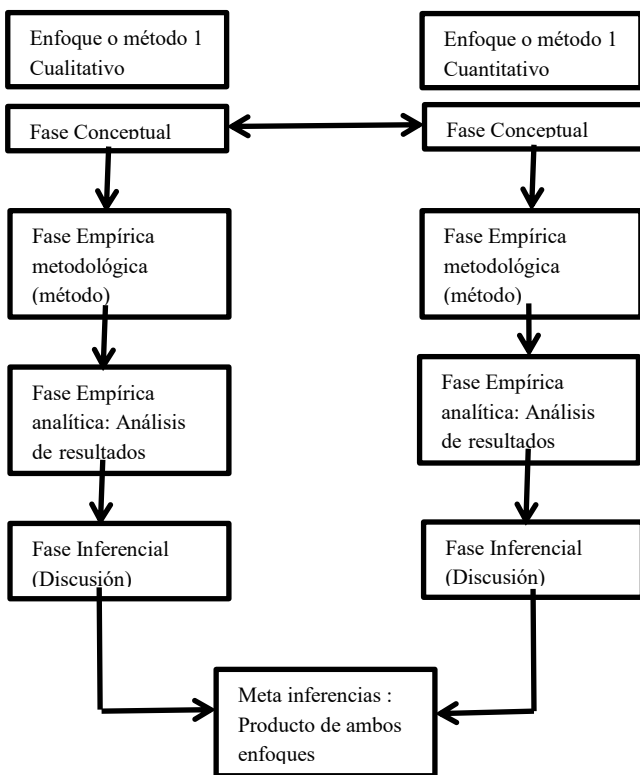 Enfoque o método 1
Cualitativo
Enfoque o método 1
Cuantitativo
Fase Conceptual
Fase Conceptual
Fase Empírica
metodológica
(método)
Fase Empírica
metodológica
(método)
Fase Empírica
analítica: Análisis
de resultados
Fase Empírica
analítica: Análisis
de resultados
Fase Inferencial
(Discusión)
Fase Inferencial
(Discusión)
Meta inferencias :
Producto de ambos
enfoques